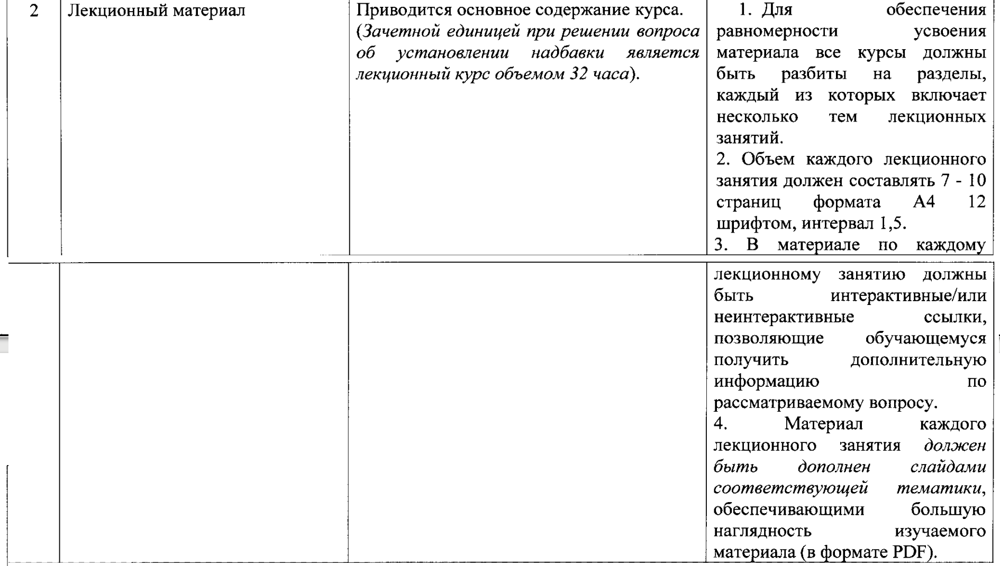 2
Лекционный материал
Приводится основное содержание курса.
(Зачетной единицей при решении вопроса
об установлении надбавки является
лекционный курс объемом 32 часа).
1. Для обеспечения
равномерности усвоения
материала все курсы должны
быть разбиты на разделы,
каждый из которых включает
несколько тем лекционных
занятий.
2. Объем каждого лекционного
занятия должен составлять 7 - 10
страниц формата А4 12
шрифтом, интервал 1,5.
3. В материале по каждому
лекционному занятию должны
быть интерактивные/или
неинтерактивные ссылки,
позволяющие обучающемуся
получить дополнительную
информацию по
рассматриваемому вопросу.
4. Материал каждого
лекционного занятия должен
быть дополнен слайдами
соответствующей тематики,
обеспечивающими большую
наглядность изучаемого
материала (в формате PDF).